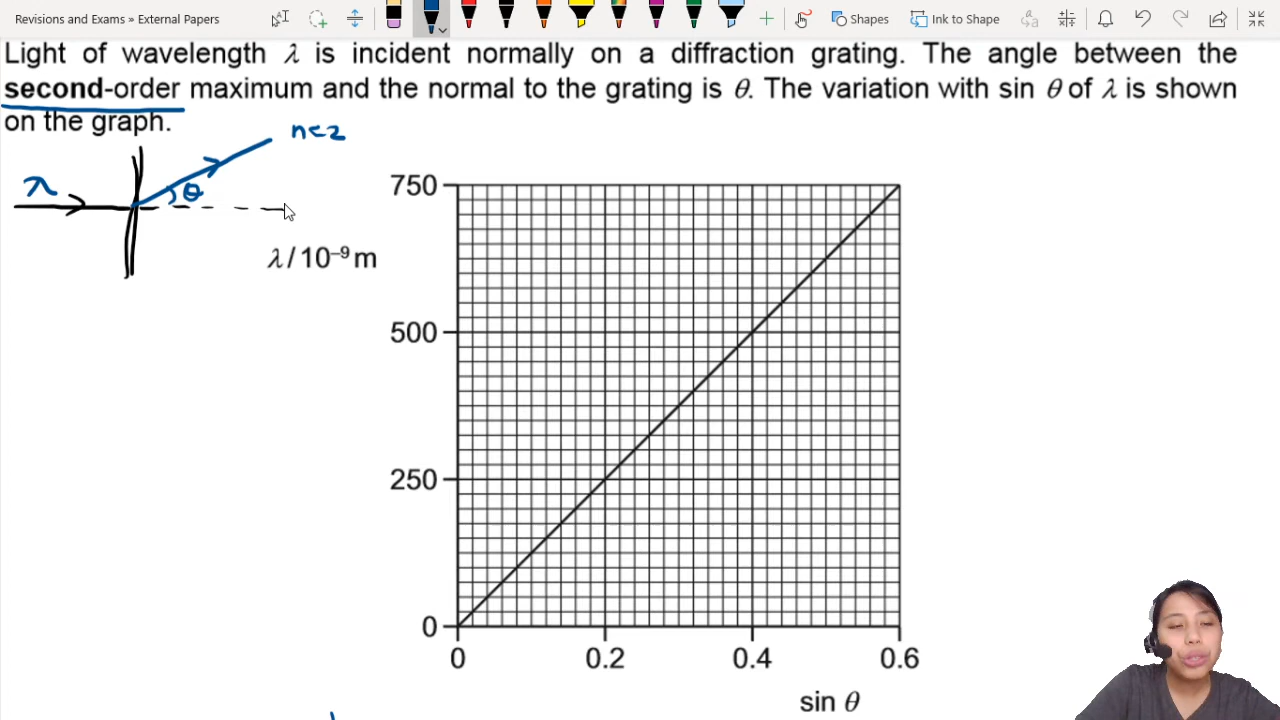 Revisions and Exams » External Papers
Shapes
Ink to Shape
Light of wavelength λ is incident normally on a diffraction grating. The angle between the
second-order maximum and the normal to the grating is θ. The variation with sin θ of λ is shown
on the graph.
n=2
λ
θ
λ / 10⁻⁹ m
750
500
250
0
0
0.2
0.4
0.6
sin θ